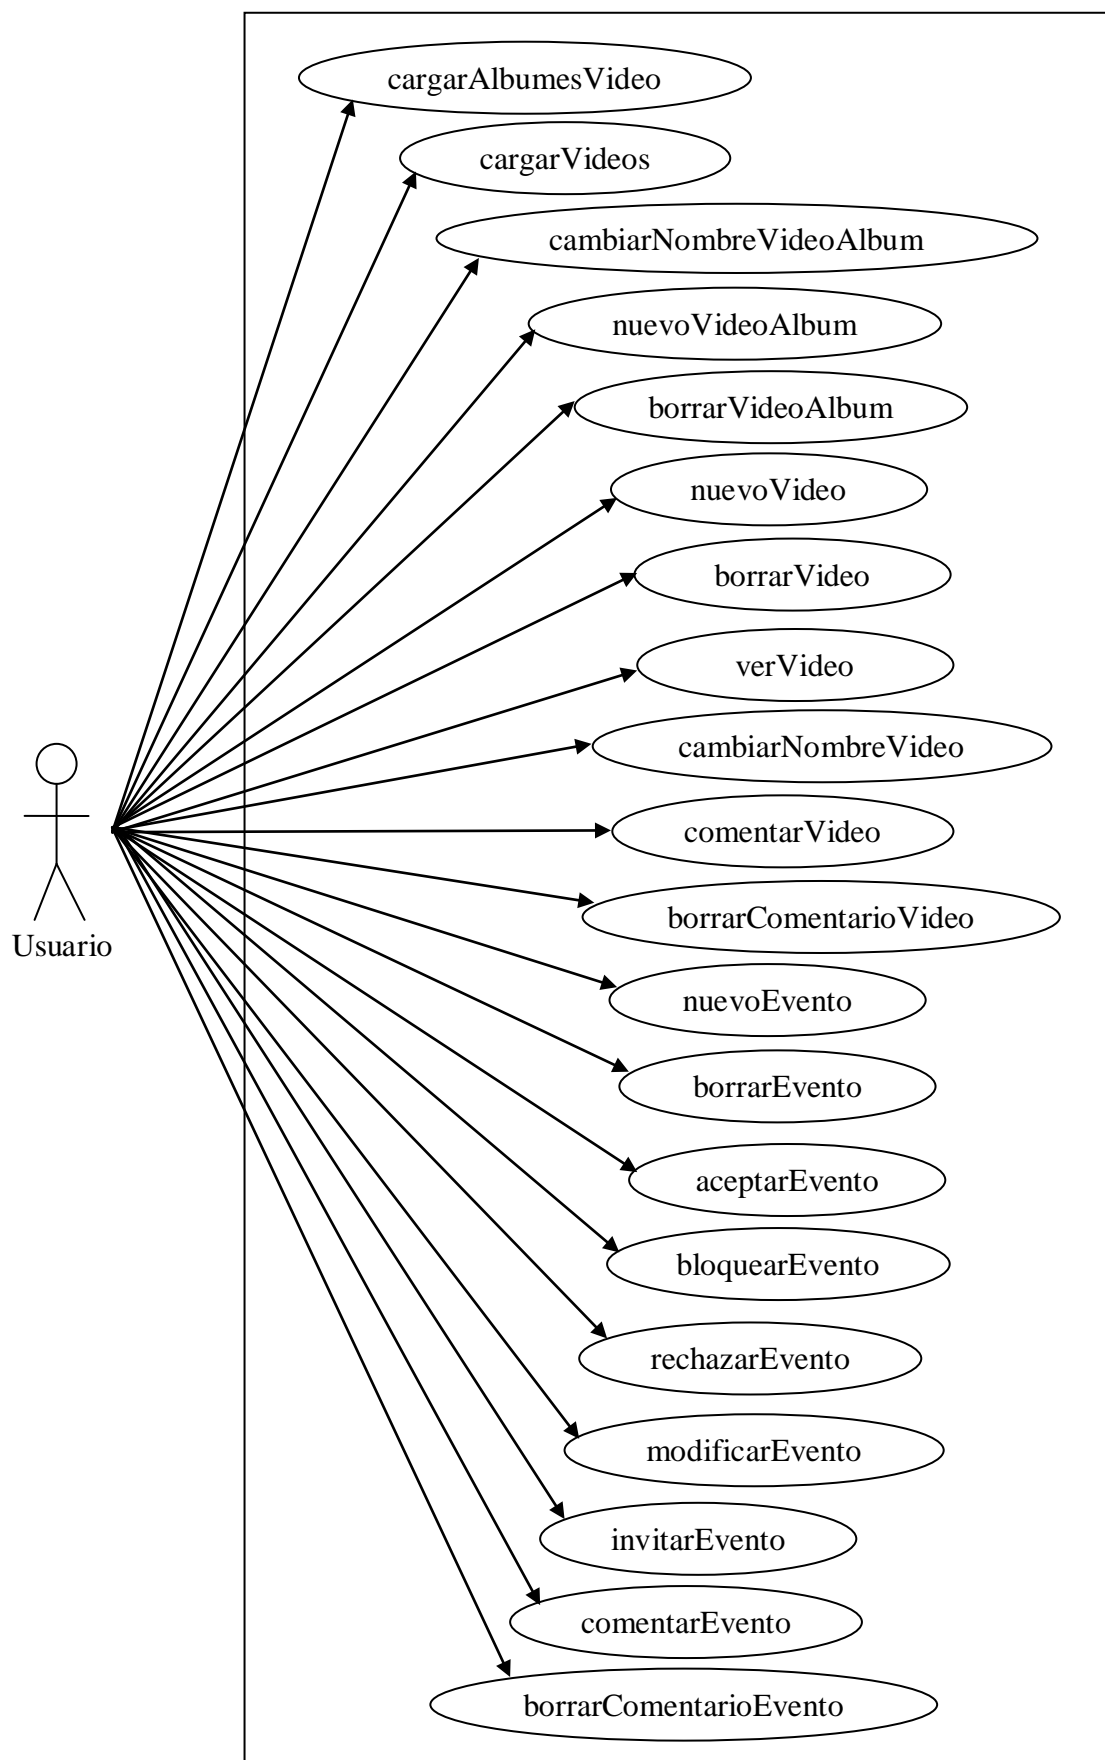 cargarAlbumesVideo
cargarVideos
cambiarNombreVideoAlbum
nuevoVideoAlbum
borrarVideoAlbum
nuevoVideo
borrarVideo
verVideo
cambiarNombreVideo
comentarVideo
borrarComentarioVideo
Usuario
nuevoEvento
borrarEvento
aceptarEvento
bloquearEvento
rechazarEvento
modificarEvento
invitarEvento
comentarEvento
borrarComentarioEvento